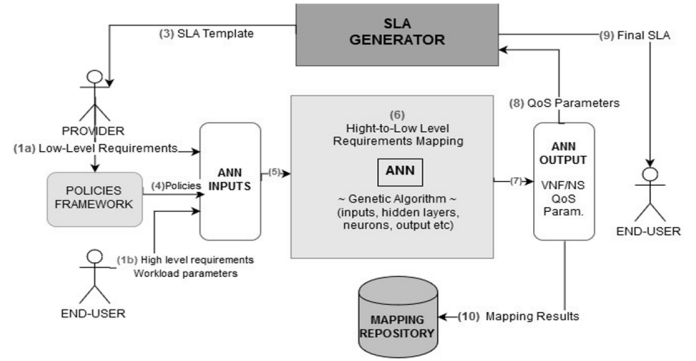 SLA
GENERATOR
(3) SLA Template
(9) Final SLA
PROVIDER
(1a) Low-Level Requirements
POLICIES
FRAMEWORK
(4)Policies
ANN
INPUTS
(5)
(6)
Hight-to-Low Level
Requirements Mapping
ANN
~ Genetic Algorithm ~
(inputs, hidden layers,
neurons, output etc)
(7)
(8) QoS Parameters
ANN
OUTPUT
VNF/NS
QoS
Param.
END-USER
(1b) High level requirements
Workload parameters
END-USER
MAPPING
REPOSITORY
(10) Mapping Results